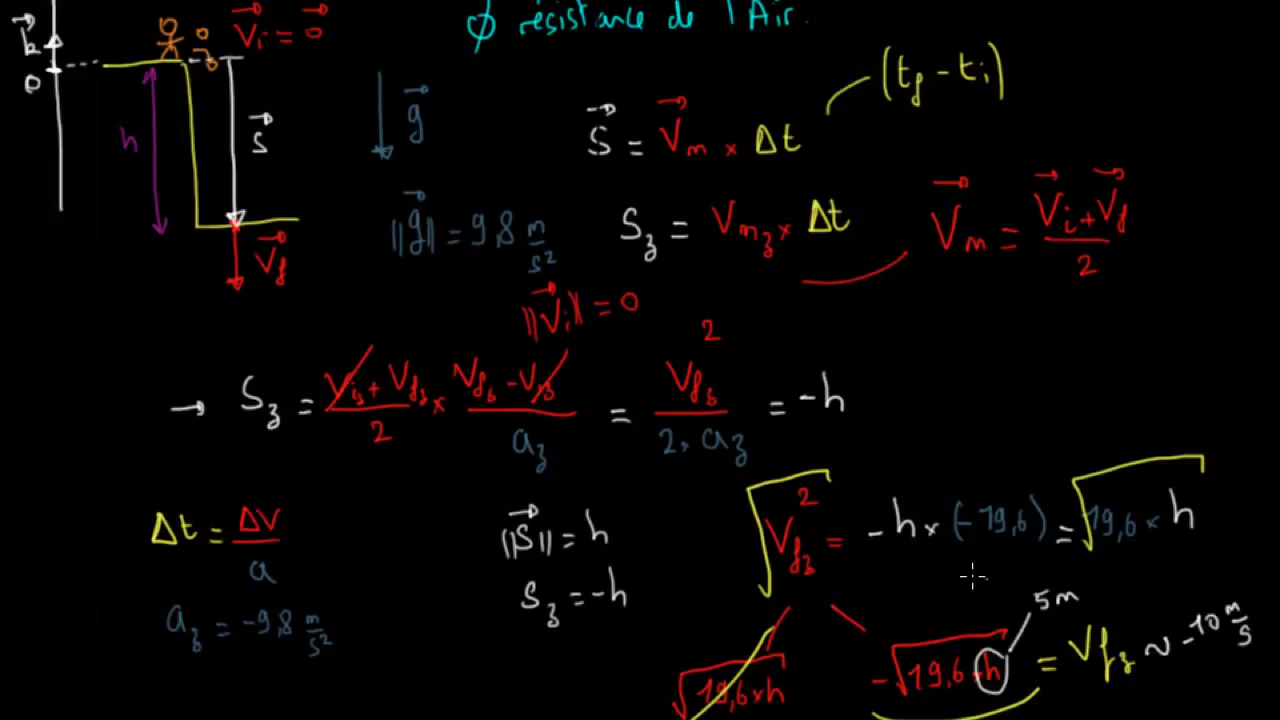 ∅ résistance de l'Air.
k⃗
0
V⃗i = 0⃗
h
S⃗
V⃗f
g⃗
||g⃗|| = 9,8 m/s²
S⃗ = V⃗m × Δt
(tf - ti)
Sz = Vmz × Δt
V⃗m = (V⃗i + V⃗f)/2
||V⃗i|| = 0
→ Sz = (Viz + Vfz)/2 × (Vfz - Viz)/az = Vfz²/(2·az) = -h
Δt = ΔV/a
az = -9,8 m/s²
||S⃗|| = h
Sz = -h
√Vfz² = -h × (-19,6) = √19,6 × h
5m
√19,6×h
-√19,6×h = Vfz ~ -10 m/s